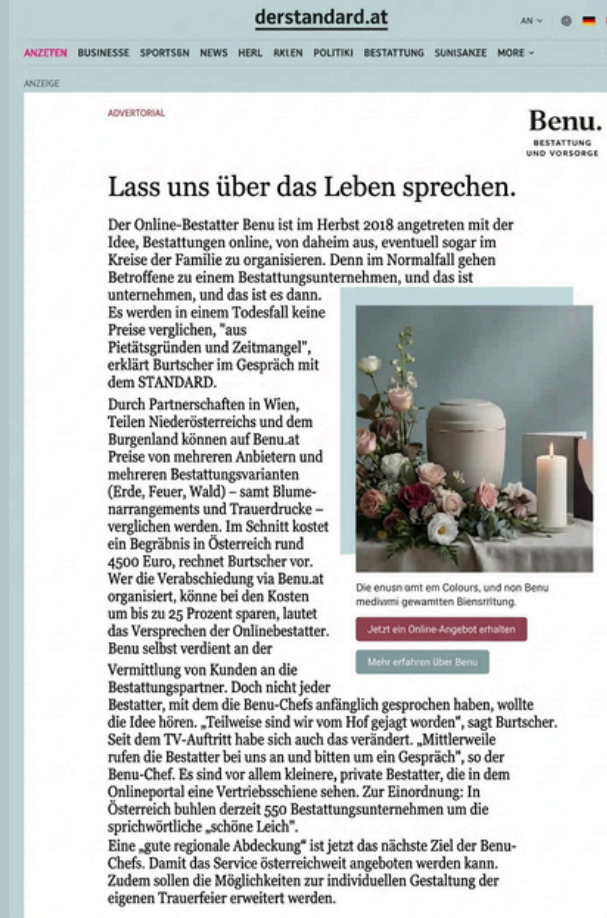 derstandard.at
AN
ANZETEN BUSINESSE SPORTSBN NEWS HERL RKLEN POLITIKI BESTATTUNG SUNISANZE MORE
ANZEIGE
ADVERTORIAL
Benu.
BESTATTUNG
UND VORSORGE
Lass uns über das Leben sprechen.
Der Online-Bestatter Benu ist im Herbst 2018 angetreten mit der
Idee, Bestattungen online, von daheim aus, eventuell sogar im
Kreise der Familie zu organisieren. Denn im Normalfall gehen
Betroffene zu einem Bestattungsunternehmen, und das ist
unternehmen, und das ist es dann.
Es werden in einem Todesfall keine
Preise verglichen, "aus
Pietätsgründen und Zeitmangel",
erklärt Burtscher im Gespräch mit
dem STANDARD.
Durch Partnerschaften in Wien,
Teilen Niederösterreichs und dem
Burgenland können auf Benu.at
Preise von mehreren Anbietern und
mehreren Bestattungsvarianten
(Erde, Feuer, Wald) – samt Blume-
narrangements und Trauerdrucke –
verglichen werden. Im Schnitt kostet
ein Begräbnis in Österreich rund
4500 Euro, rechnet Burtscher vor.
Wer die Verabschiedung via Benu.at
organisiert, könne bei den Kosten
um bis zu 25 Prozent sparen, lautet
das Versprechen der Onlinebestatter.
Benu selbst verdient an der
Vermittlung von Kunden an die
Bestattungspartner. Doch nicht jeder
Bestatter, mit dem die Benu-Chefs anfänglich gesprochen haben, wollte
die Idee hören. „Teilweise sind wir vom Hof gejagt worden", sagt Burtscher.
Seit dem TV-Auftritt habe sich auch das verändert. „Mittlerweile
rufen die Bestatter bei uns an und bitten um ein Gespräch", so der
Benu-Chef. Es sind vor allem kleinere, private Bestatter, die in dem
Onlineportal eine Vertriebsschiene sehen. Zur Einordnung: In
Österreich buhlen derzeit 550 Bestattungsunternehmen um die
sprichwörtliche „schöne Leich".
Eine „gute regionale Abdeckung" ist jetzt das nächste Ziel der Benu-
Chefs. Damit das Service österreichweit angeboten werden kann.
Zudem sollen die Möglichkeiten zur individuellen Gestaltung der
eigenen Trauerfeier erweitert werden.
Die enusn amt em Colours, und non Benu
gewamten
Jetzt ein Online-Angebot erhalten
Mehr erfahren über Benu